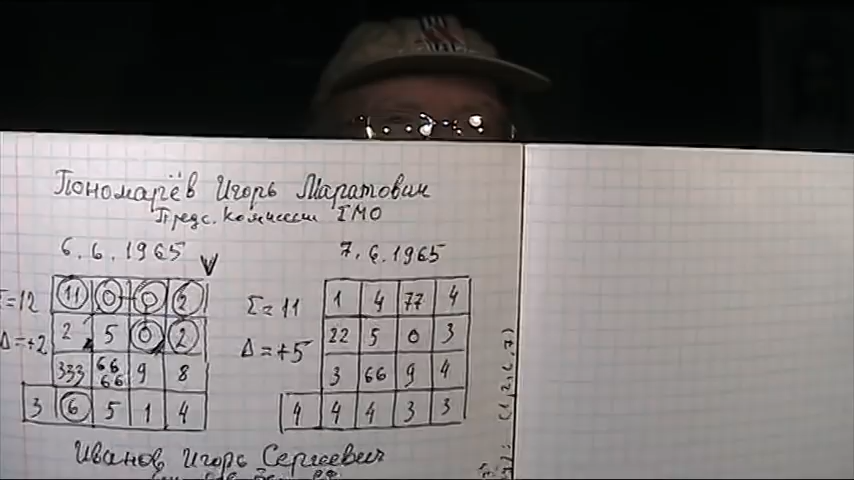 Пономарёв Игорь Маратович
Предс. комиссии IMO
6.6.1965
7.6.1965
Σ=12
Δ=+2
11 0 0 2
2 5 0 2
333 66 66 9 8
3 6 5 1 4
Σ=11
Δ=+5
1 4 77 4
22 5 0 3
3 66 9 4
4 4 4 3 3
Иванов Игорь Сергеевич